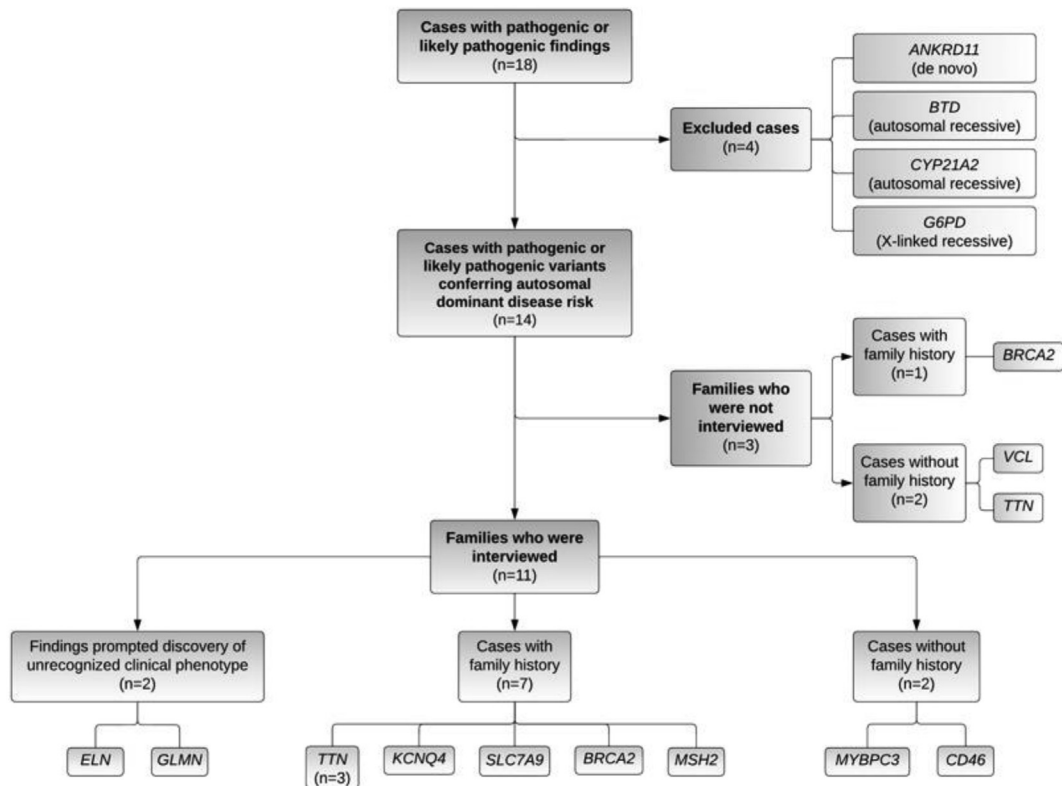 Cases with pathogenic or
likely pathogenic findings
(n=18)
ANKRD11
(de novo)
BTD
(autosomal recessive)
Excluded cases
(n=4)
CYP21A2
(autosomal recessive)
G6PD
(X-linked recessive)
Cases with pathogenic or
likely pathogenic variants
conferring autosomal
dominant disease risk
(n=14)
Cases with
family history
(n=1)
BRCA2
Families who
were not
interviewed
(n=3)
Cases without
family history
(n=2)
VCL
TTN
Families who were
interviewed
(n=11)
Findings prompted discovery of
unrecognized clinical phenotype
(n=2)
Cases with
family history
(n=7)
Cases without
family history
(n=2)
ELN
GLMN
TTN
(n=3)
KCNQ4
SLC7A9
BRCA2
MSH2
MYBPC3
CD46